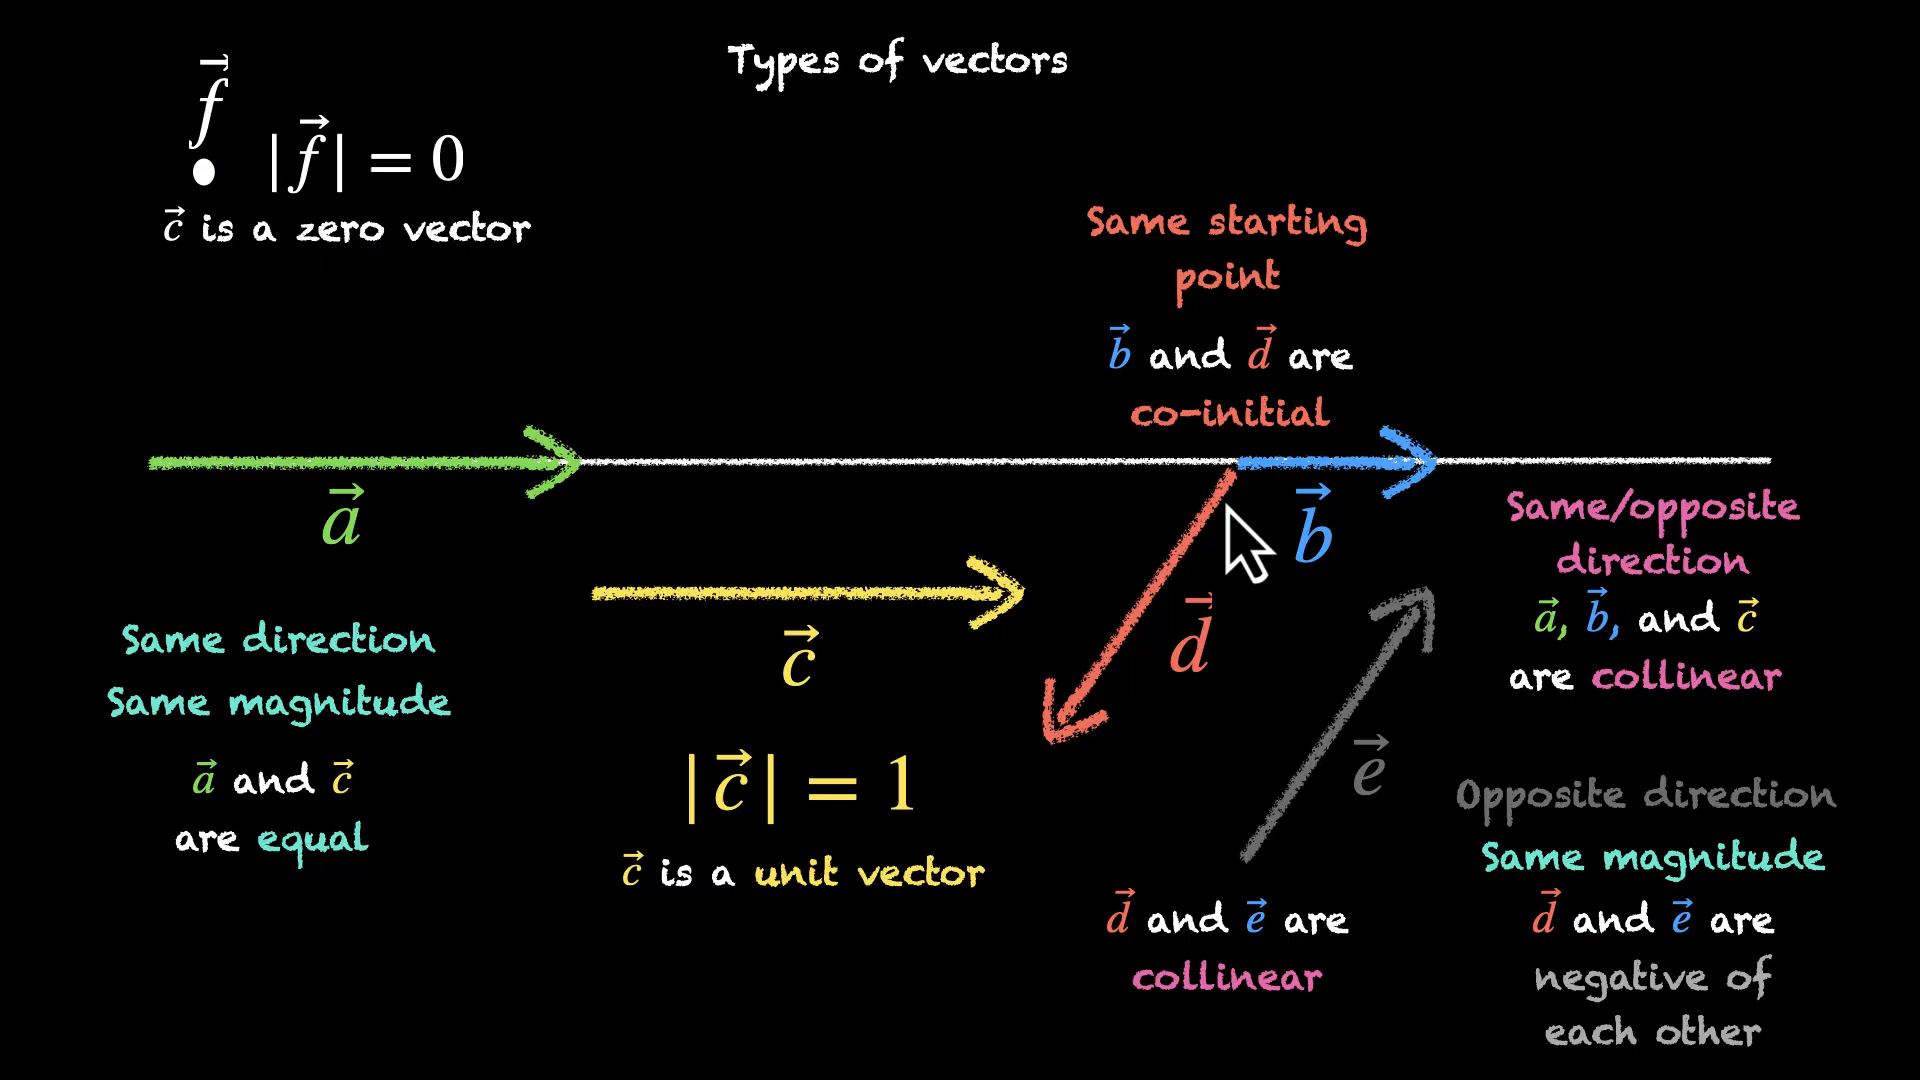 Types of vectors
f⃗
|f⃗| = 0
c⃗ is a zero vector
Same starting
point
b⃗ and d⃗ are
co-initial
a⃗
b⃗
c⃗
d⃗
e⃗
Same/opposite
direction
a⃗, b⃗, and c⃗
are collinear
Same direction
Same magnitude
a⃗ and c⃗
are equal
|c⃗| = 1
c⃗ is a unit vector
d⃗ and e⃗ are
collinear
Opposite direction
Same magnitude
d⃗ and e⃗ are
negative of
each other